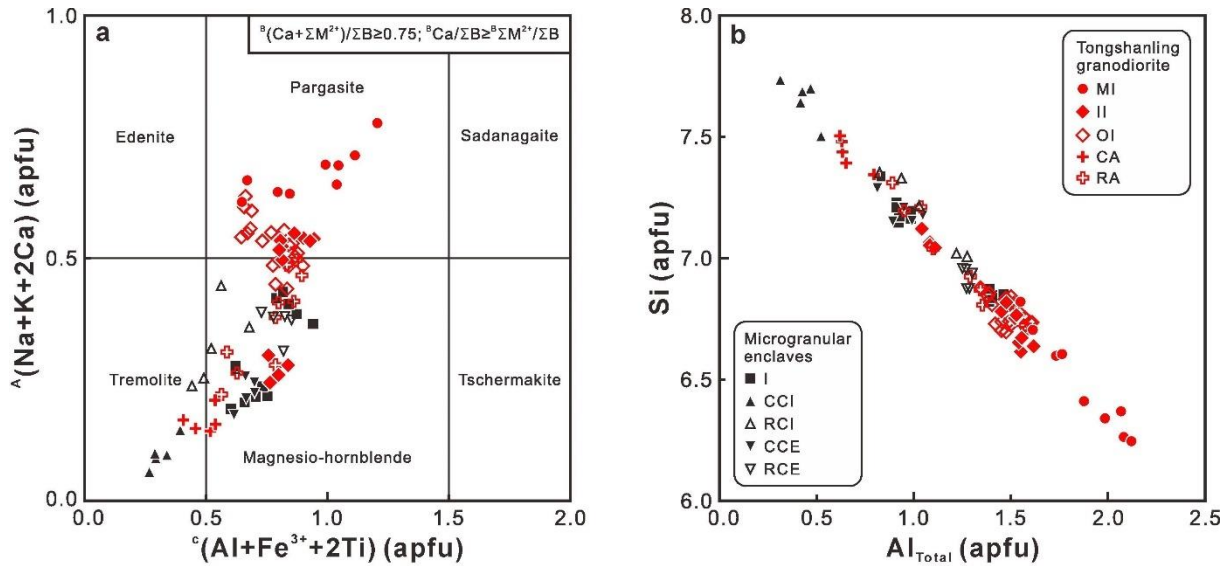 a
ᴮ(Ca+ΣM²⁺)/ΣB≥0.75; ᴮCa/ΣB≥ᴮΣM²⁺/ΣB
Pargasite
Edenite
Sadanagaite
Tremolite
Tschermakite
Magnesio-hornblende
1.0
0.5
0.0
ᴬ(Na+K+2Ca) (apfu)
0.0 0.5 1.0 1.5 2.0
ᶜ(Al+Fe³⁺+2Ti) (apfu)
b
Tongshanling
granodiorite
MI
II
OI
CA
RA
Microgranular
enclaves
I
CCI
RCI
CCE
RCE
8.0
7.5
7.0
6.5
6.0
Si (apfu)
0.0 0.5 1.0 1.5 2.0 2.5
Al_Total (apfu)